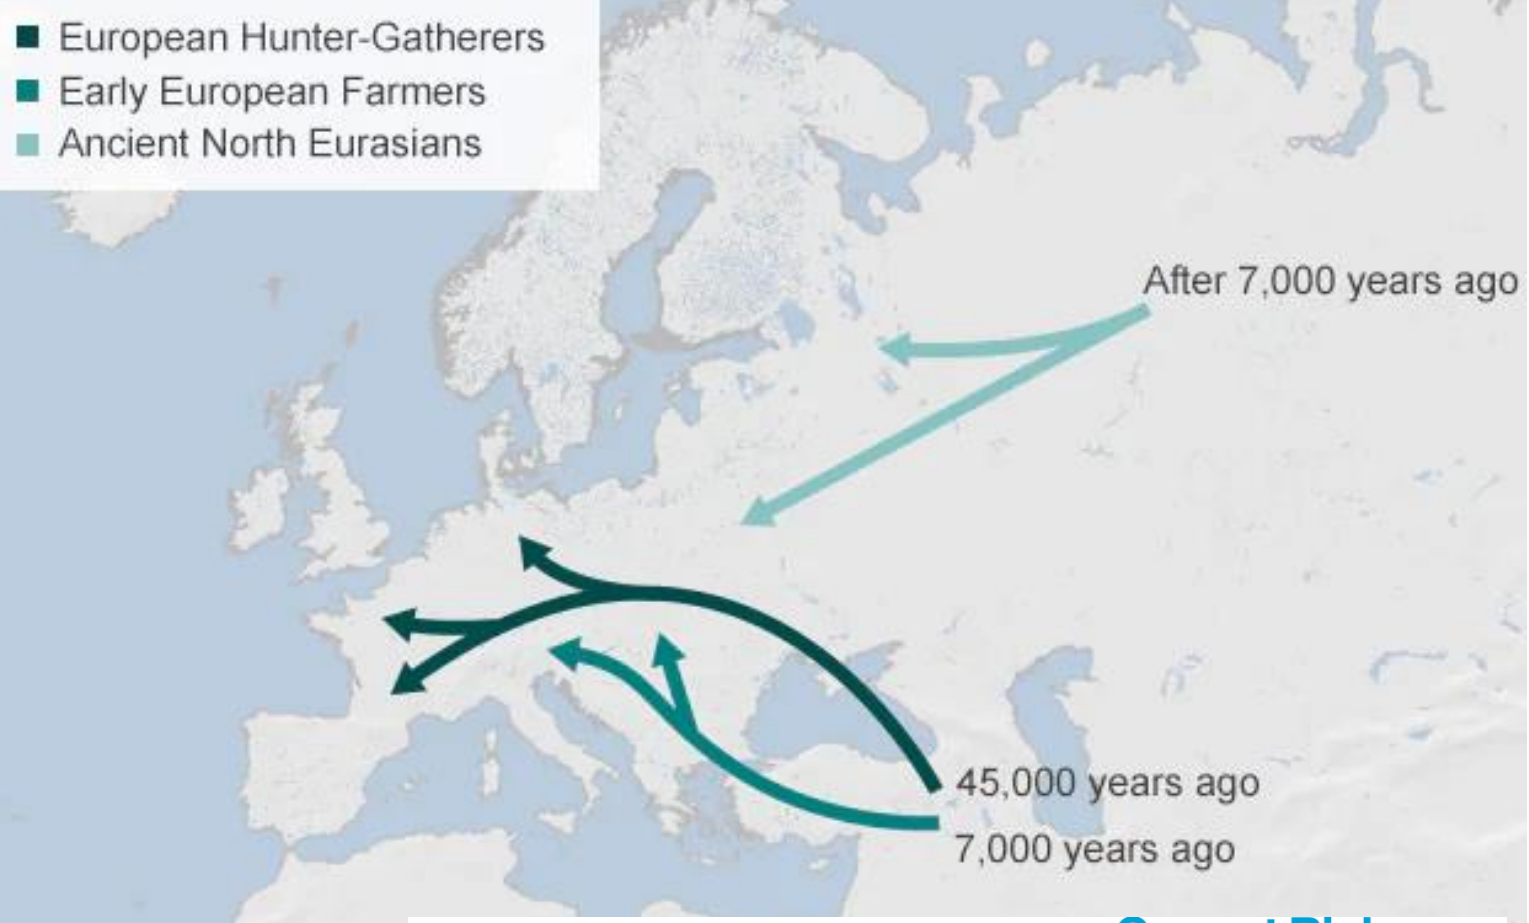 European Hunter-Gatherers
Early European Farmers
Ancient North Eurasians
After 7,000 years ago
45,000 years ago
7,000 years ago